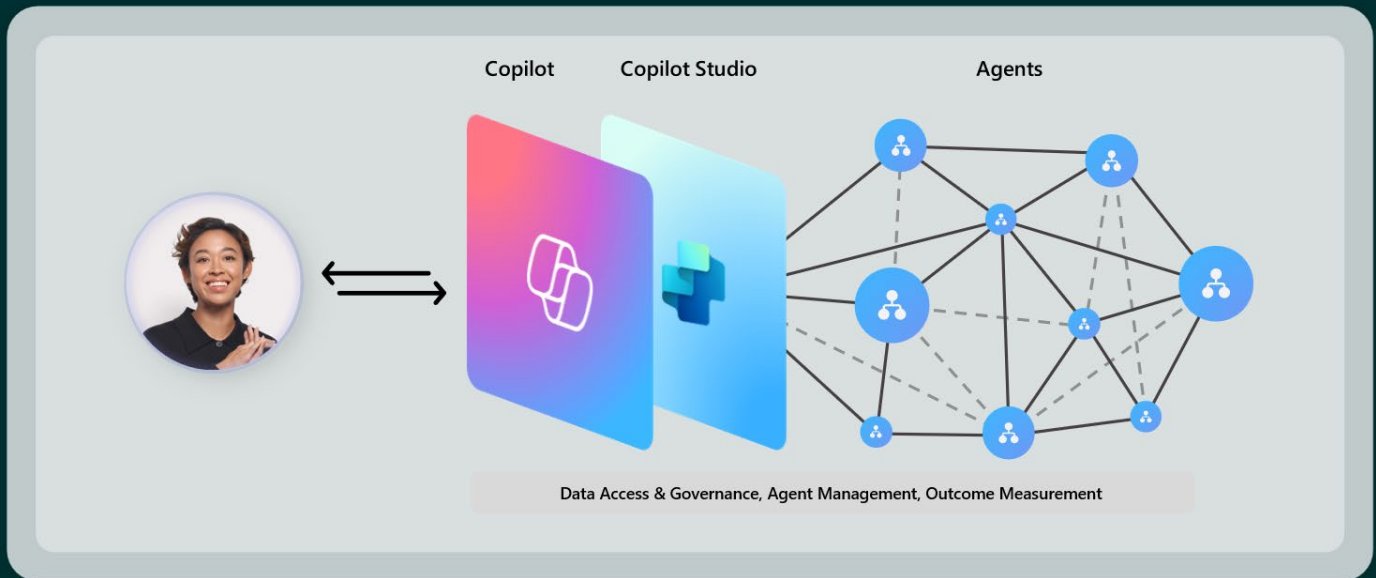 Copilot
Copilot Studio
Agents
Data Access & Governance, Agent Management, Outcome Measurement